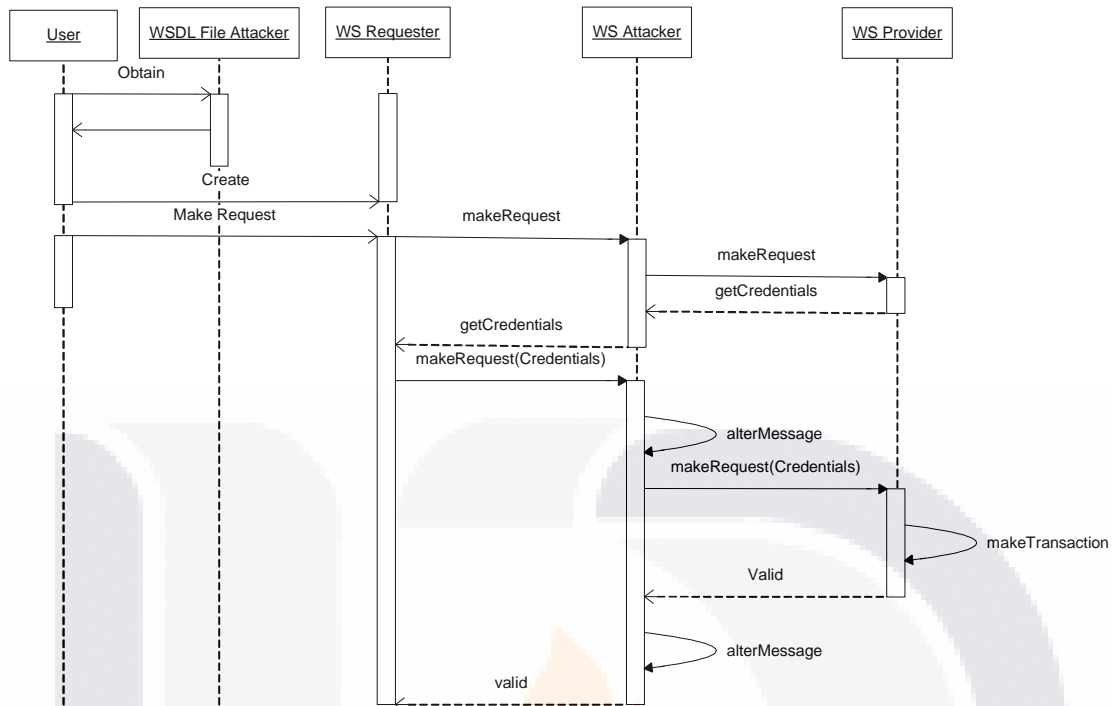 User
WSDL File Attacker
WS Requester
WS Attacker
WS Provider
Obtain
Create
Make Request
makeRequest
makeRequest
getCredentials
getCredentials
makeRequest(Credentials)
alterMessage
makeRequest(Credentials)
makeTransaction
Valid
alterMessage
valid